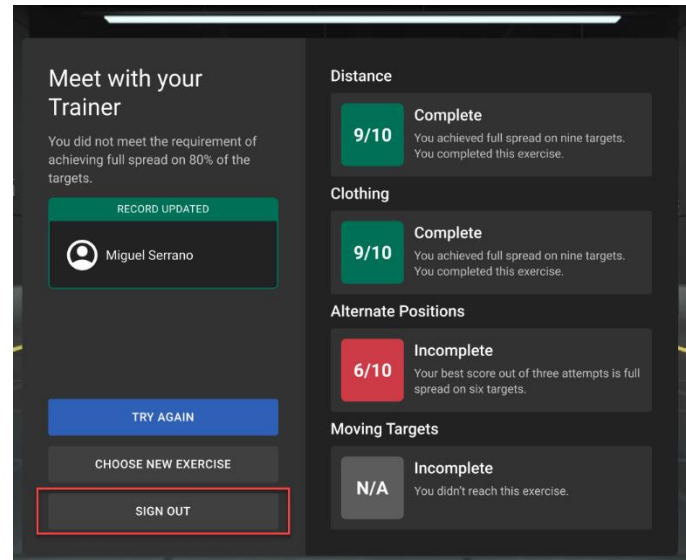 Meet with your
Trainer
You did not meet the requirement of
achieving full spread on 80% of the
targets.
RECORD UPDATED
Miguel Serrano
TRY AGAIN
CHOOSE NEW EXERCISE
SIGN OUT
Distance
9/10
Complete
You achieved full spread on nine targets.
You completed this exercise.
Clothing
9/10
Complete
You achieved full spread on nine targets.
You completed this exercise.
Alternate Positions
6/10
Incomplete
Your best score out of three attempts is full
spread on six targets.
Moving Targets
N/A
Incomplete
You didn't reach this exercise.